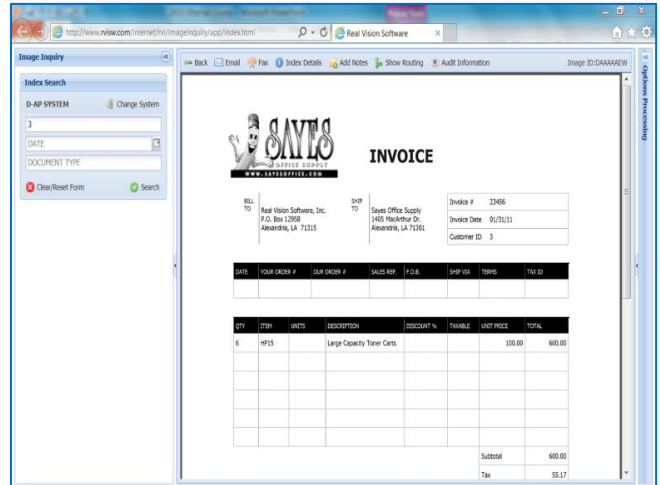 http://www.rvisw.com/internet/rvi/imageinquiry/app/index.html
Real Vision Software
Image Inquiry
Back Email Fax Index Details Add Notes Show Routing Audit Information Image ID:DAAAAAEW
Options Processing
Index Search
D-AP SYSTEM Change System
3
DATE
DOCUMENT TYPE
Clear/Reset Form Search
SAYES
OFFICE SUPPLY
WWW.SAYESOFFICE.COM
INVOICE
BILL TO
Real Vision Software, Inc.
P.O. Box 12958
Alexandria, LA 71315
SHIP TO
Sayes Office Supply
1405 MacArthur Dr.
Alexandria, LA 71301
Invoice # 23456
Invoice Date 01/31/11
Customer ID 3
DATE YOUR ORDER # OUR ORDER # SALES REP. F.O.B. SHIP VIA TERMS TAX ID
QTY ITEM UNITS DESCRIPTION DISCOUNT % TAXABLE UNIT PRICE TOTAL
6 HP15 Large Capacity Toner Carts 100.00 600.00
Subtotal 600.00
Tax 55.17